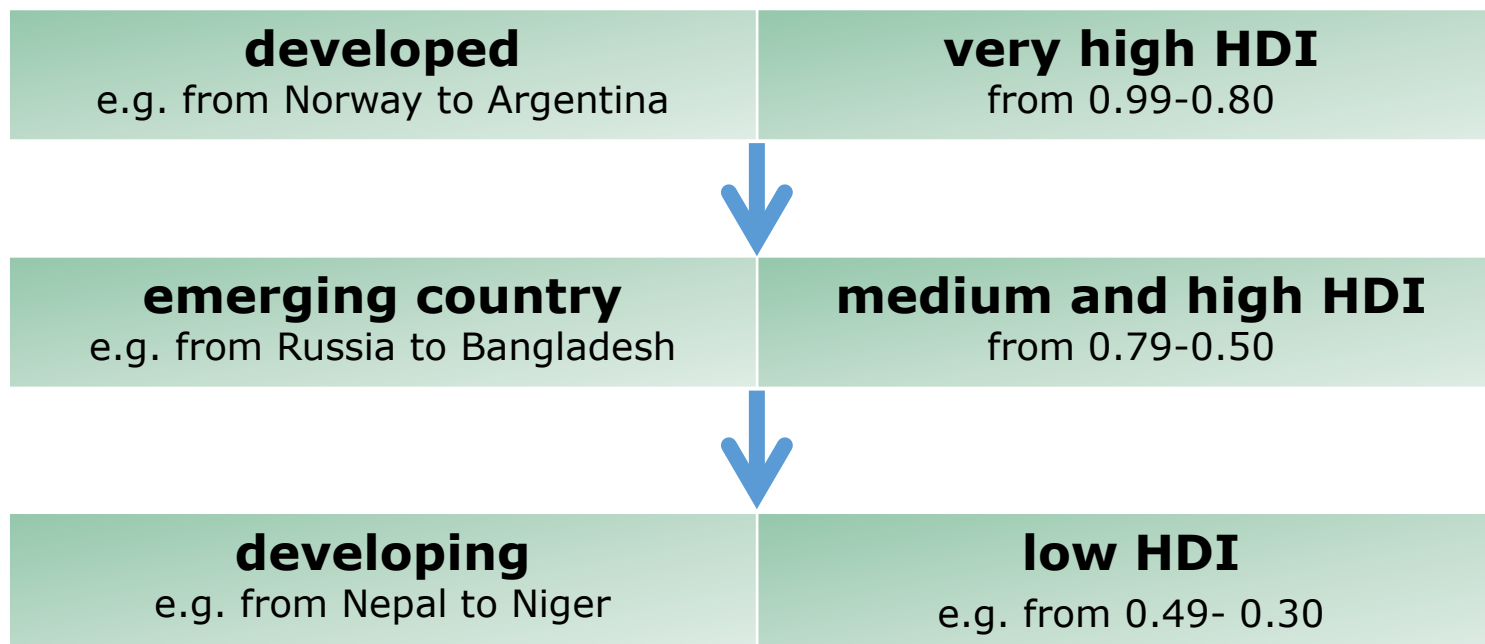 developed
e.g. from Norway to Argentina
very high HDI
from 0.99-0.80
emerging country
e.g. from Russia to Bangladesh
medium and high HDI
from 0.79-0.50
developing
e.g. from Nepal to Niger
low HDI
e.g. from 0.49- 0.30